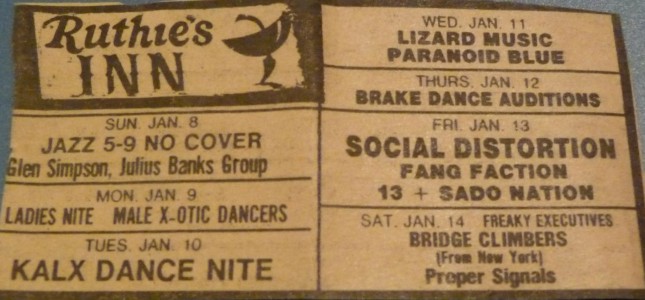 Ruthie's
INN
SUN. JAN. 8
JAZZ 5-9 NO COVER
Glen Simpson, Julius Banks Group
MON. JAN. 9
LADIES NITE MALE X-OTIC DANCERS
TUES. JAN. 10
KALX DANCE NITE
WED. JAN. 11
LIZARD MUSIC
PARANOID BLUE
THURS. JAN. 12
BRAKE DANCE AUDITIONS
FRI. JAN. 13
SOCIAL DISTORTION
FANG FACTION
13 + SADO NATION
SAT. JAN. 14 FREAKY EXECUTIVES
BRIDGE CLIMBERS
(From New York)
Proper Signals